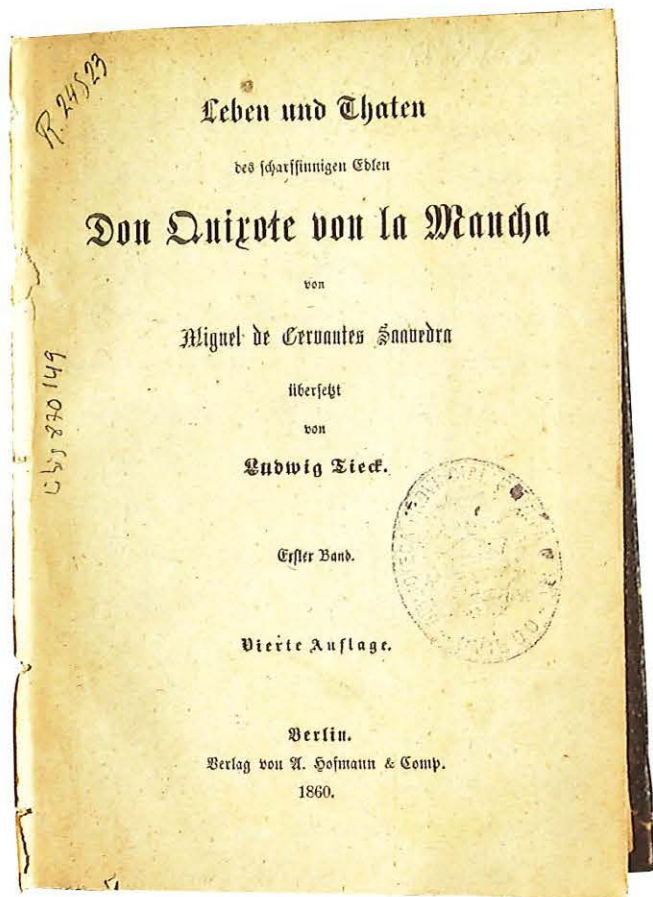 R. 24523
Leben und Thaten
des scharfsinnigen Edlen
Don Quixote von la Mancha
von
Miguel de Cervantes Saavedra
übersetzt
von
Ludwig Tieck.
Erster Band.
Vierte Auflage.
Berlin.
Verlag von A. Hofmann & Comp.
1860.
870149